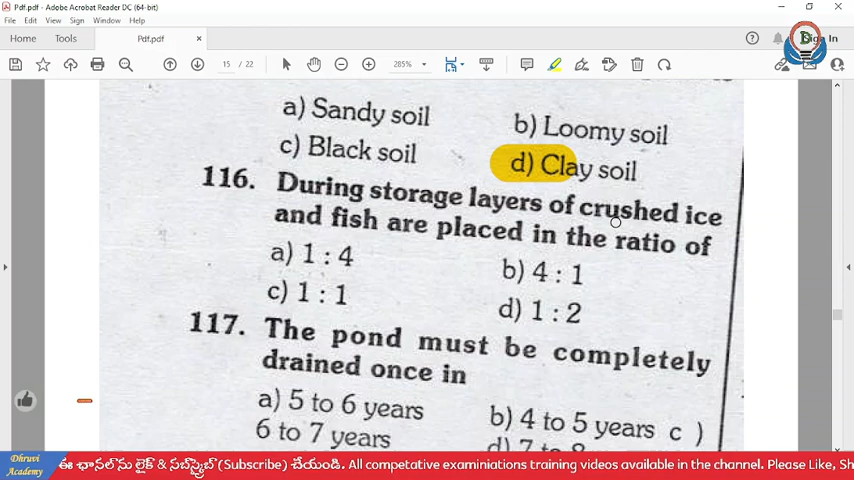 Pdf.pdf - Adobe Acrobat Reader DC (64-bit)
File Edit View Sign Window Help
Home Tools Pdf.pdf × Sign In
15 / 22 285%
a) Sandy soil b) Loomy soil
c) Black soil d) Clay soil
116. During storage layers of crushed ice
and fish are placed in the ratio of
a) 1 : 4 b) 4 : 1
c) 1 : 1 d) 1 : 2
117. The pond must be completely
drained once in
a) 5 to 6 years b) 4 to 5 years c )
6 to 7 years
Dhruvi
Academy
ఈ ఛానల్‌ను లైక్ & సబ్స్క్రైబ్ (Subscribe) చేయండి. All competative examiniations training videos available in the channel. Please Like, Sh